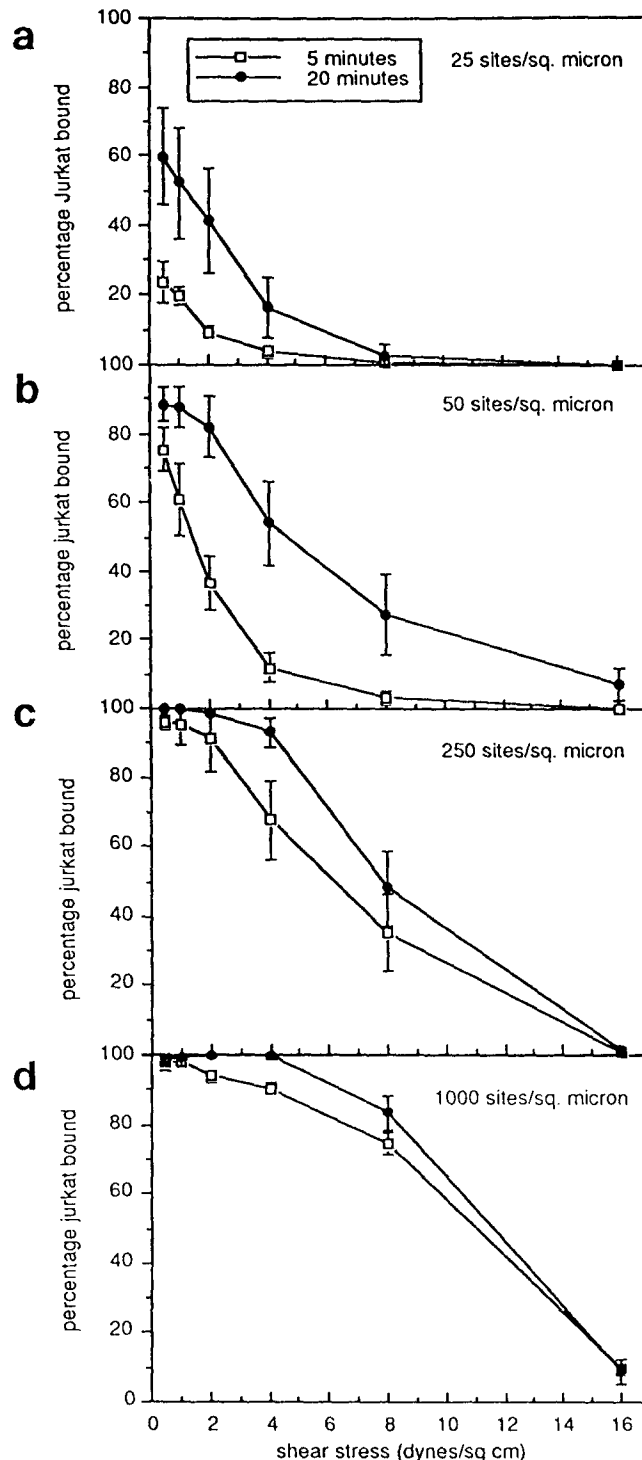 a
100
80
60
40
20
percentage Jurkat bound
5 minutes
20 minutes
25 sites/sq. micron
b
100
80
60
40
20
percentage jurkat bound
50 sites/sq. micron
c
100
80
60
40
20
percentage jurkat bound
250 sites/sq. micron
d
100
80
60
40
20
0
percentage jurkat bound
1000 sites/sq. micron
0 2 4 6 8 10 12 14 16
shear stress (dynes/sq cm)